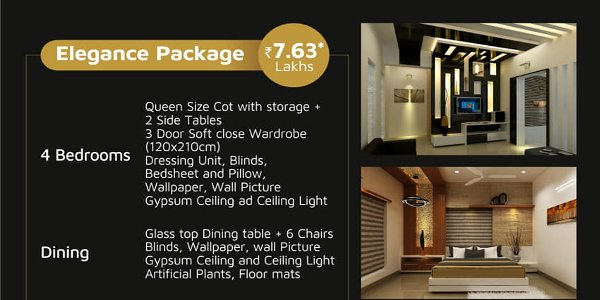 Elegance Package
₹7.63*
Lakhs
4 Bedrooms
Queen Size Cot with storage +
2 Side Tables
3 Door Soft close Wardrobe
(120x210cm)
Dressing Unit, Blinds,
Bedsheet and Pillow,
Wallpaper, Wall Picture
Gypsum Ceiling ad Ceiling Light
Dining
Glass top Dining table + 6 Chairs
Blinds, Wallpaper, wall Picture
Gypsum Ceiling and Ceiling Light
Artificial Plants, Floor mats